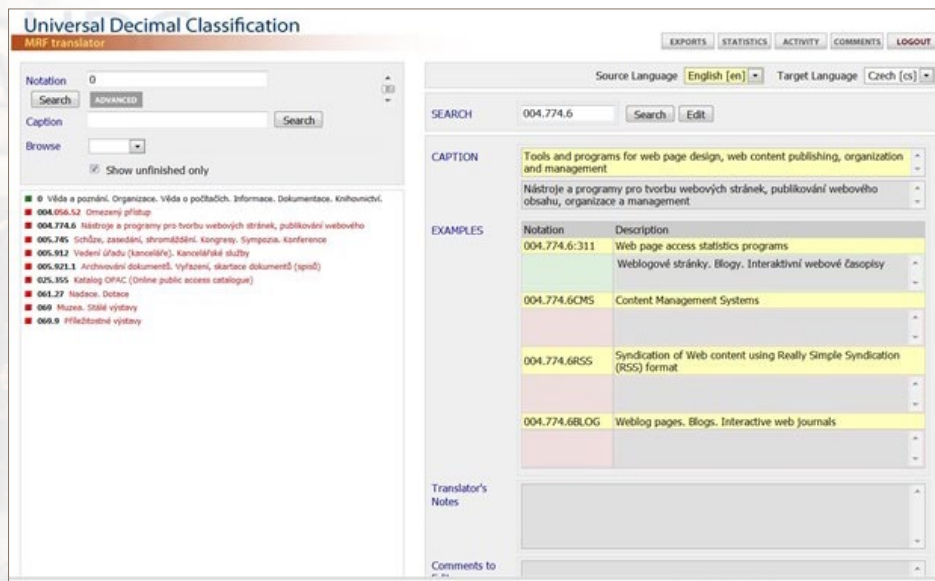 Universal Decimal Classification
MRF translator
EXPORTS STATISTICS ACTIVITY COMMENTS LOGOUT
Notation 0
Search ADVANCED
Caption Search
Browse
Show unfinished only
0 Věda a poznání. Organizace. Věda o počítačích. Informace. Dokumentace. Knihovnictví.
004.056.52 Omezený přístup
004.774.6 Nástroje a programy pro tvorbu webových stránek, publikování webového
005.745 Schůze, zasedání, shromáždění. Kongresy. Sympozia. Konference
005.912 Vedení úřadu (kanceláře). Kancelářské služby
005.921.1 Archivování dokumentů. Vyřazení, skartace dokumentů (spisů)
025.355 Katalog OPAC (Online public access catalogue)
061.27 Nadace. Dotace
069 Muzea. Stálé výstavy
069.9 Příležitostné výstavy
Source Language English [en] Target Language Czech [cs]
SEARCH 004.774.6 Search Edit
CAPTION Tools and programs for web page design, web content publishing, organization
and management
Nástroje a programy pro tvorbu webových stránek, publikování webového
obsahu, organizace a management
EXAMPLES Notation Description
004.774.6:311 Web page access statistics programs
Weblogové stránky. Blogy. Interaktivní webové časopisy
004.774.6CMS Content Management Systems
004.774.6RSS Syndication of Web content using Really Simple Syndication
(RSS) format
004.774.6BLOG Weblog pages. Blogs. Interactive web journals
Translator's
Notes
Comments to